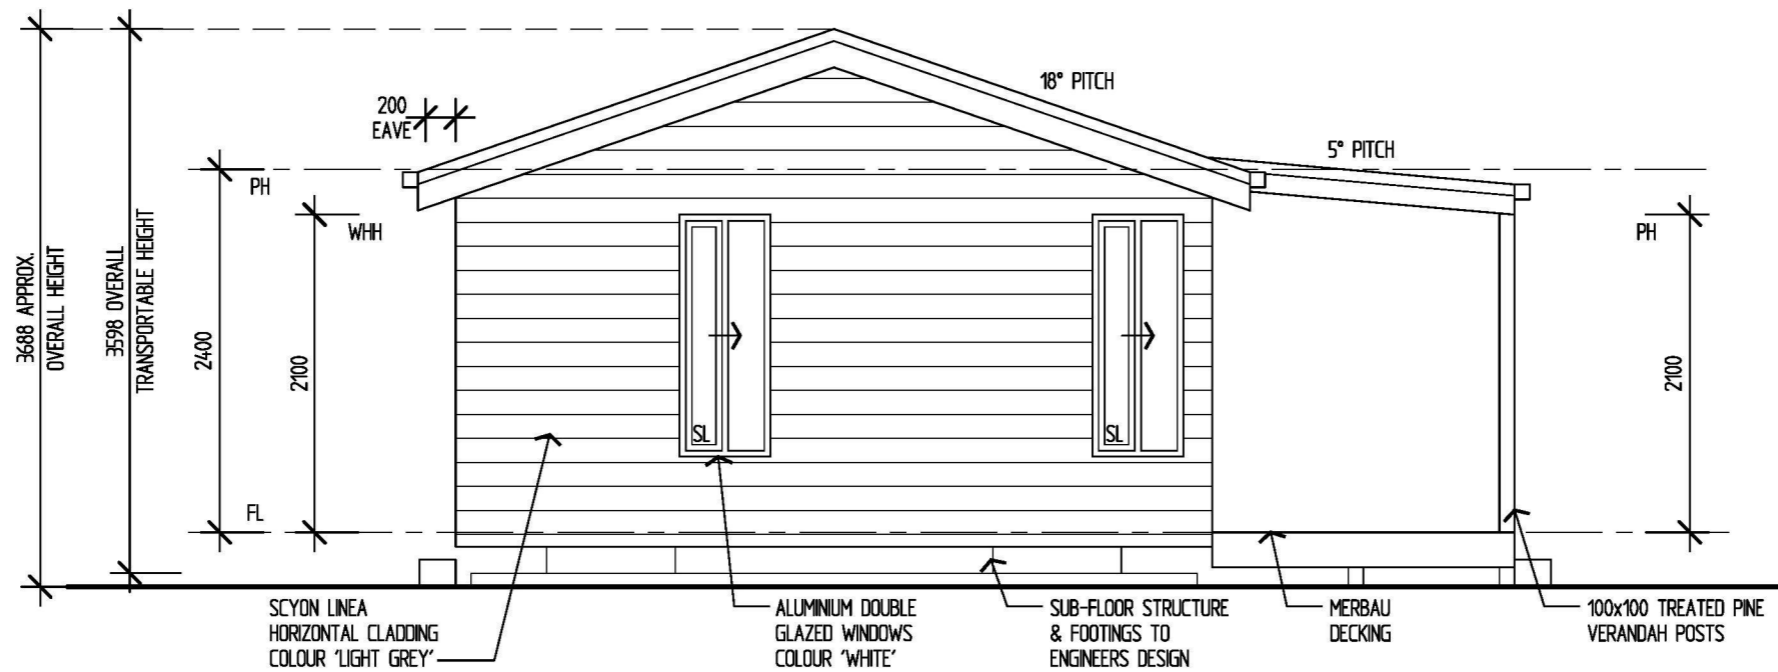 18° PITCH
200
EAVE
5° PITCH
PH
WHH
PH
3688 APPROX.
OVERALL HEIGHT
3598 OVERALL
TRANSPORTABLE HEIGHT
2400
2100
2100
SL
SL
FL
SCYON LINEA
HORIZONTAL CLADDING
COLOUR 'LIGHT GREY'
ALUMINIUM DOUBLE
GLAZED WINDOWS
COLOUR 'WHITE'
SUB-FLOOR STRUCTURE
& FOOTINGS TO
ENGINEERS DESIGN
MERBAU
DECKING
100x100 TREATED PINE
VERANDAH POSTS